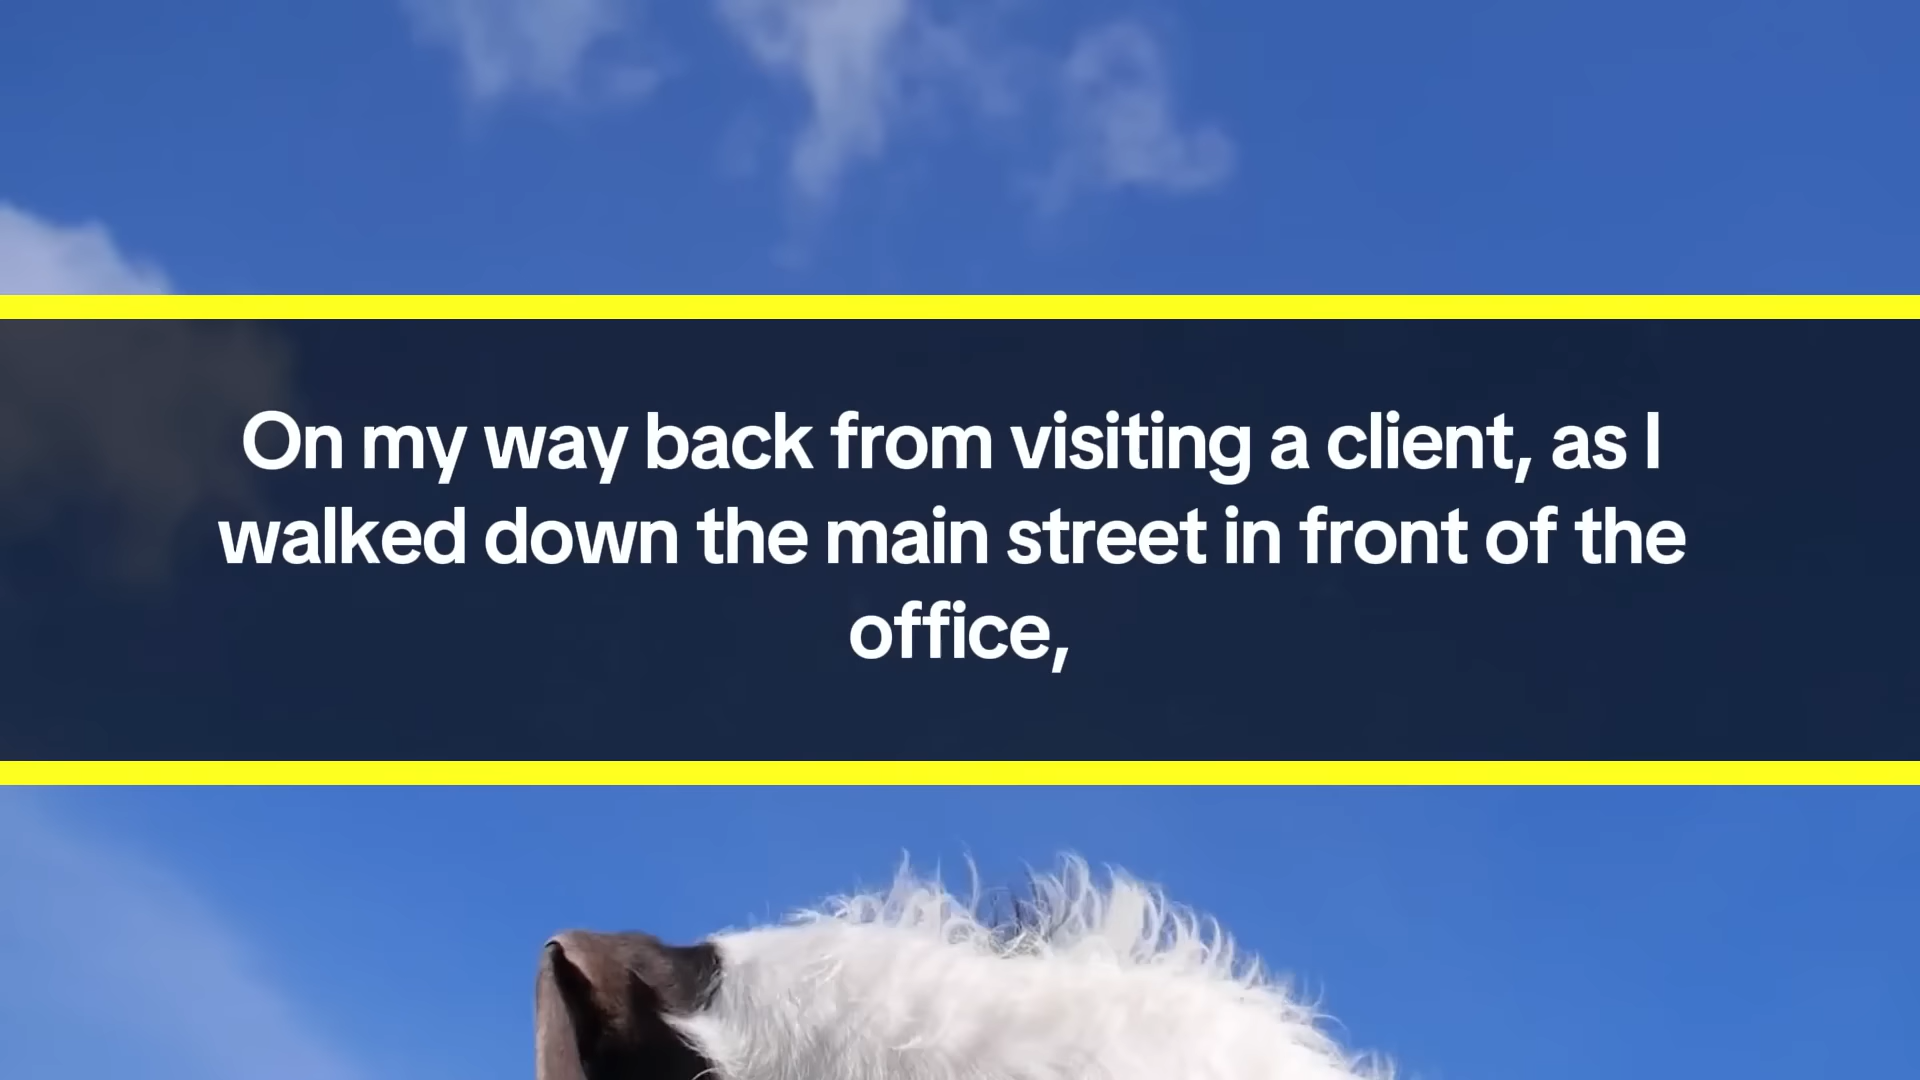 On my way back from visiting a client, as I
walked down the main street in front of the
office,